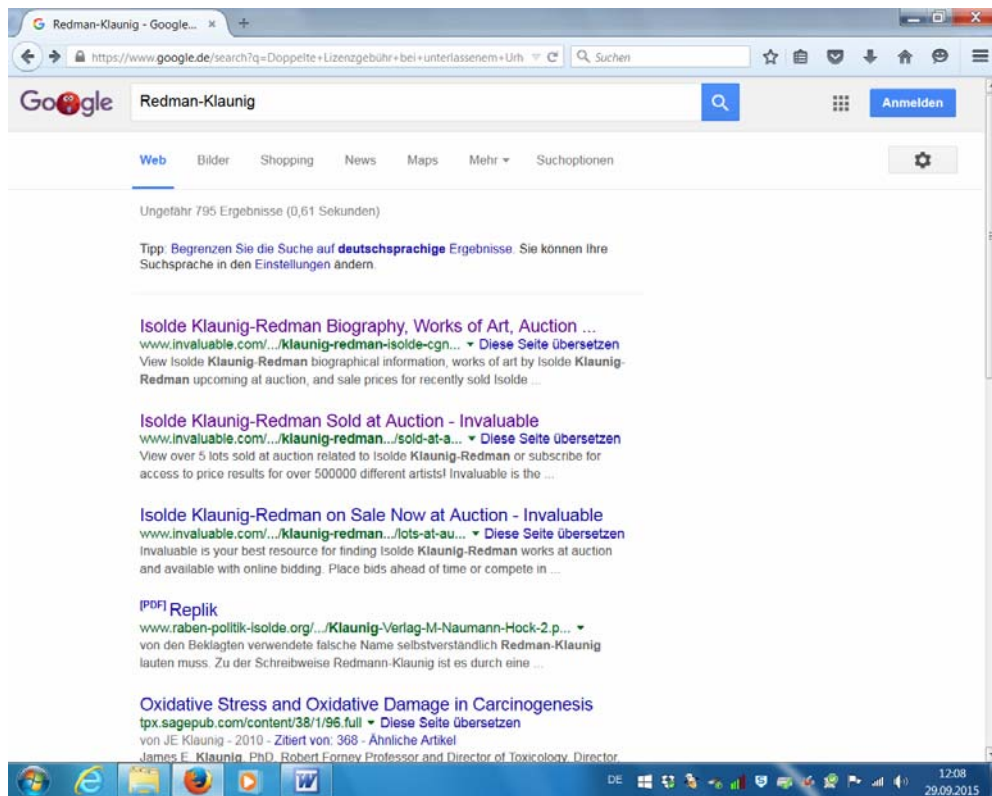 Redman-Klaunig - Google...
https://www.google.de/search?q=Doppelte+Lizenzgebühr+bei+unterlassenem+Urh
Suchen
Google
Redman-Klaunig
Anmelden
Web Bilder Shopping News Maps Mehr Suchoptionen
Ungefähr 795 Ergebnisse (0,61 Sekunden)
Tipp: Begrenzen Sie die Suche auf deutschsprachige Ergebnisse. Sie können Ihre
Suchsprache in den Einstellungen ändern.
Isolde Klaunig-Redman Biography, Works of Art, Auction ...
www.invaluable.com/.../klaunig-redman-isolde-cgn... Diese Seite übersetzen
View Isolde Klaunig-Redman biographical information, works of art by Isolde Klaunig-
Redman upcoming at auction, and sale prices for recently sold Isolde ...
Isolde Klaunig-Redman Sold at Auction - Invaluable
www.invaluable.com/.../klaunig-redman.../sold-at-a... Diese Seite übersetzen
View over 5 lots sold at auction related to Isolde Klaunig-Redman or subscribe for
access to price results for over 500000 different artists! Invaluable is the ...
Isolde Klaunig-Redman on Sale Now at Auction - Invaluable
www.invaluable.com/.../klaunig-redman.../lots-at-au... Diese Seite übersetzen
Invaluable is your best resource for finding Isolde Klaunig-Redman works at auction
and available with online bidding. Place bids ahead of time or compete in ...
[PDF] Replik
www.raben-politik-isolde.org/.../Klaunig-Verlag-M-Naumann-Hock-2.p...
von den Beklagten verwendete falsche Name selbstverständlich Redman-Klaunig
lauten muss. Zu der Schreibweise Redmann-Klaunig ist es durch eine ...
Oxidative Stress and Oxidative Damage in Carcinogenesis
tpx.sagepub.com/content/38/1/96.full Diese Seite übersetzen
von JE Klaunig - 2010 - Zitiert von: 368 - Ähnliche Artikel
James E. Klaunig, PhD, Robert Forney Professor and Director of Toxicology, Director,
DE
12:08
29.09.2015